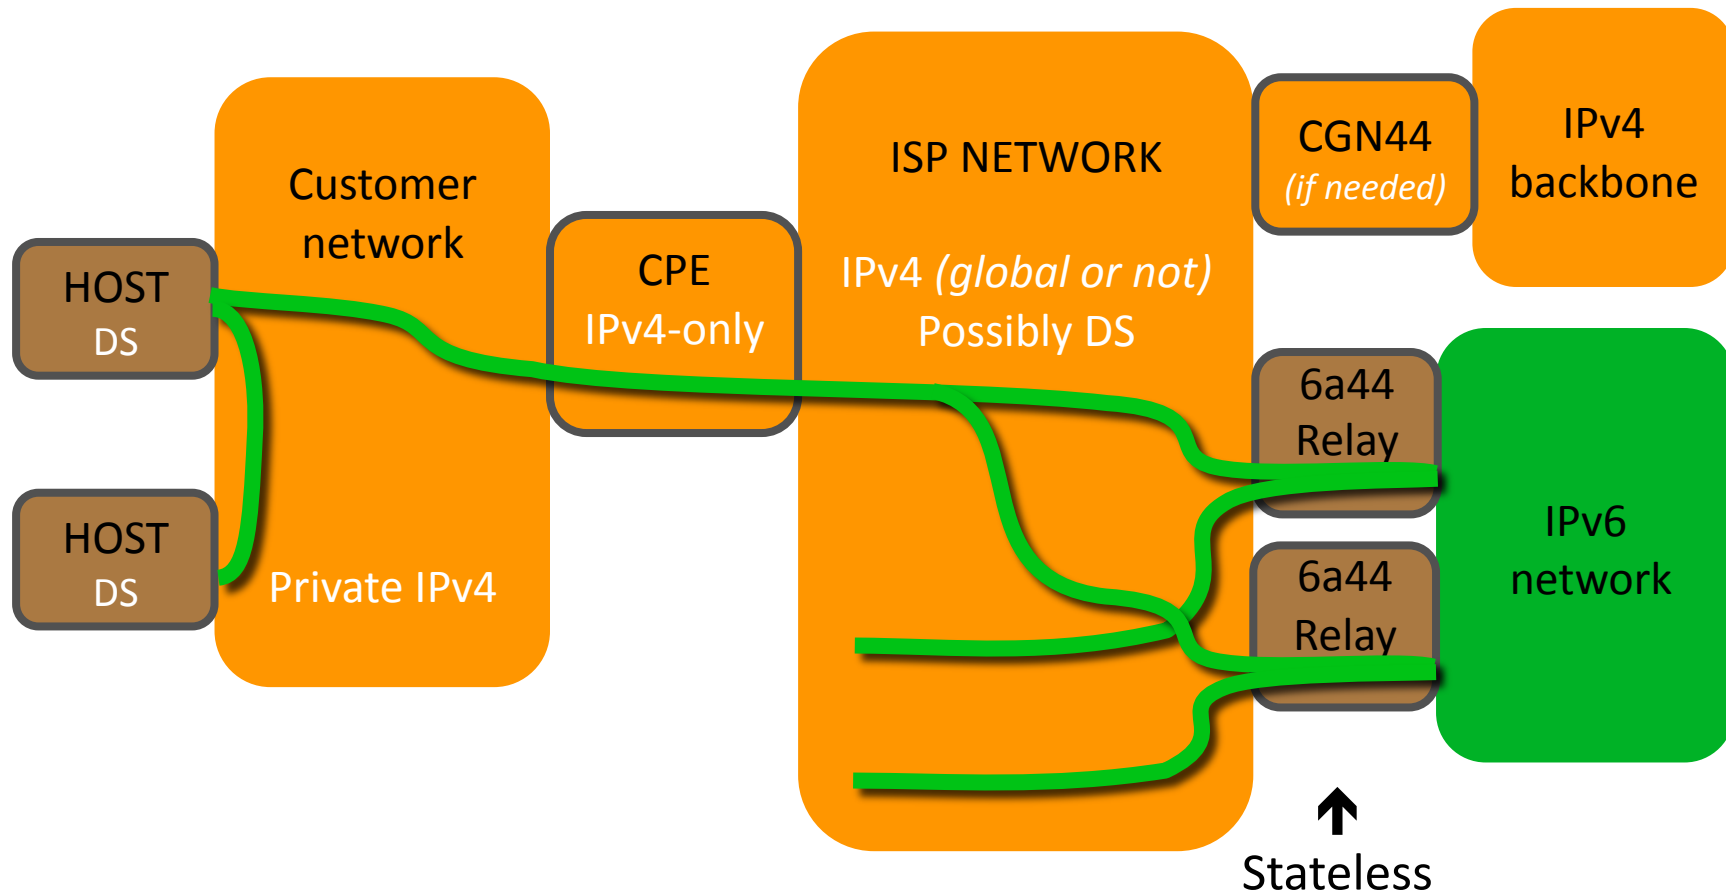 HOST
DS
HOST
DS
Customer
network
Private IPv4
CPE
IPv4-only
ISP NETWORK
IPv4 (global or not)
Possibly DS
CGN44
(if needed)
IPv4
backbone
6a44
Relay
6a44
Relay
IPv6
network
Stateless